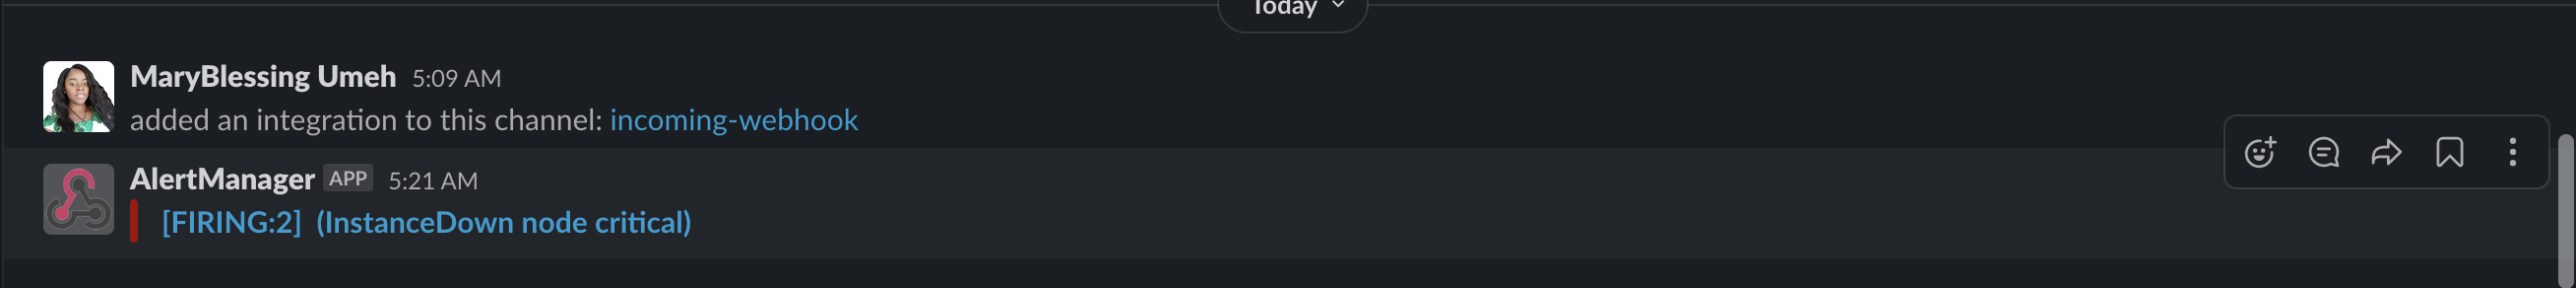 Today
MaryBlessing Umeh 5:09 AM
added an integration to this channel: incoming-webhook
AlertManager APP 5:21 AM
[FIRING:2] (InstanceDown node critical)